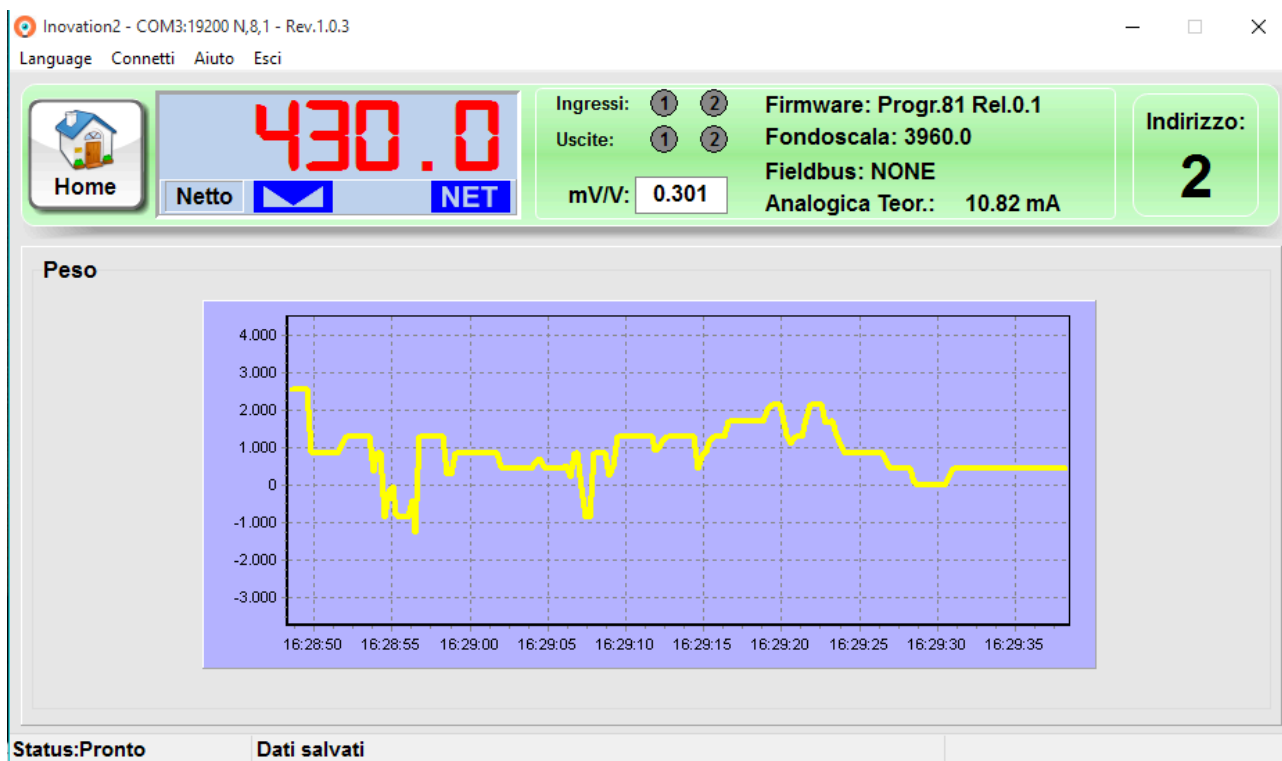 Inovation2 - COM3:19200 N,8,1 - Rev.1.0.3
Language Connetti Aiuto Esci
Home
430.0
Netto NET
Ingressi: 1 2
Uscite: 1 2
mV/V: 0.301
Firmware: Progr.81 Rel.0.1
Fondoscala: 3960.0
Fieldbus: NONE
Analogica Teor.: 10.82 mA
Indirizzo:
2
Peso
4.000
3.000
2.000
1.000
0
-1.000
-2.000
-3.000
16:28:50 16:28:55 16:29:00 16:29:05 16:29:10 16:29:15 16:29:20 16:29:25 16:29:30 16:29:35
Status:Pronto Dati salvati